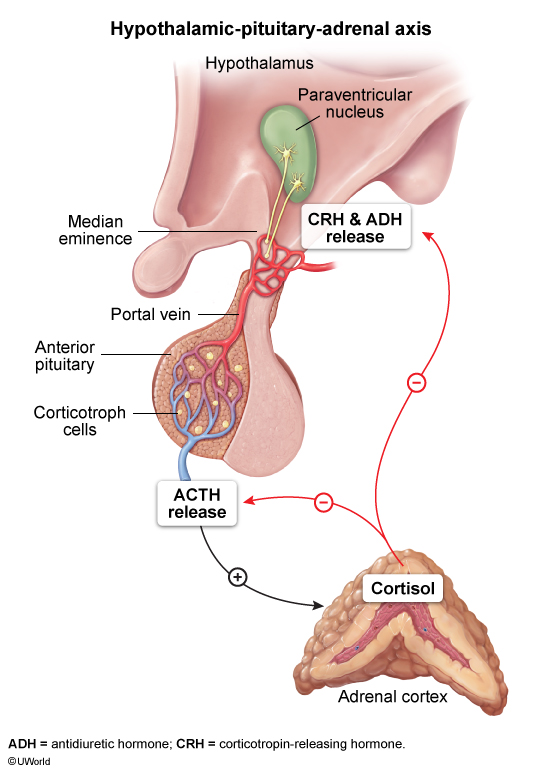 Hypothalamic-pituitary-adrenal axis
Hypothalamus
Paraventricular
nucleus
CRH & ADH
release
Median
eminence
Portal vein
Anterior
pituitary
Corticotroph
cells
ACTH
release
Cortisol
Adrenal cortex
ADH = antidiuretic hormone; CRH = corticotropin-releasing hormone.
©UWorld